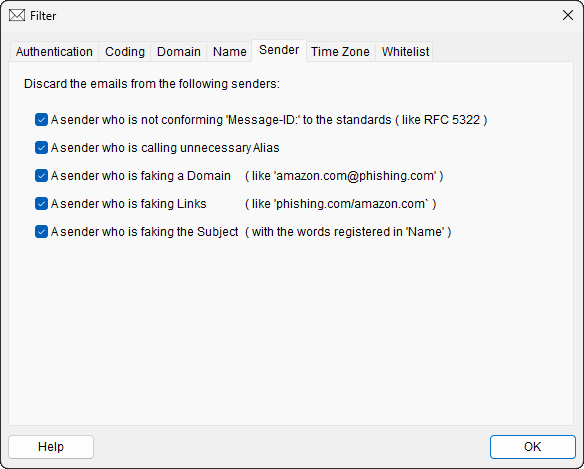 Filter
Authentication Coding Domain Name Sender Time Zone Whitelist
Discard the emails from the following senders:
A sender who is not conforming 'Message-ID:' to the standards ( like RFC 5322 )
A sender who is calling unnecessary Alias
A sender who is faking a Domain ( like 'amazon.com@phishing.com' )
A sender who is faking Links ( like 'phishing.com/amazon.com` )
A sender who is faking the Subject ( with the words registered in 'Name' )
Help OK